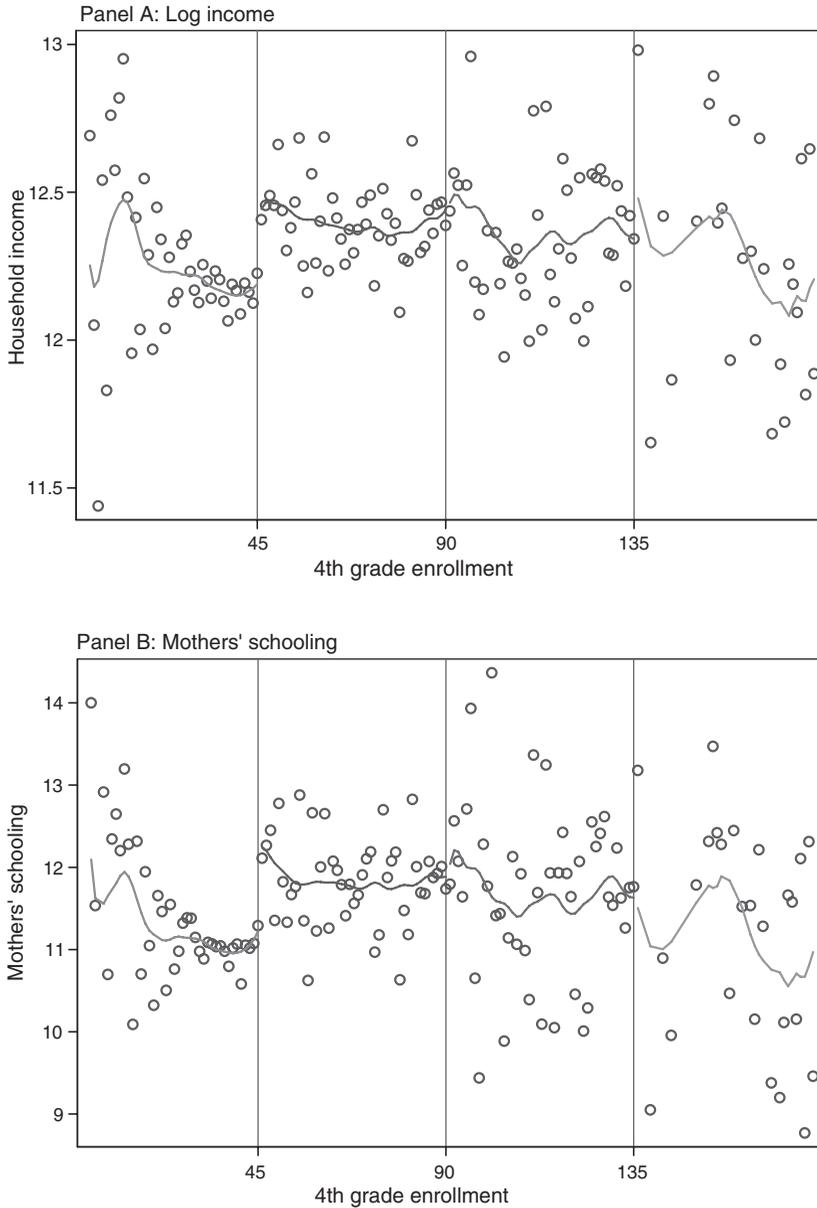 Panel A: Log income
13
12.5
12
11.5
Household income
45 90 135
4th grade enrollment
Panel B: Mothers' schooling
14
13
12
11
10
9
Mothers' schooling
45 90 135
4th grade enrollment